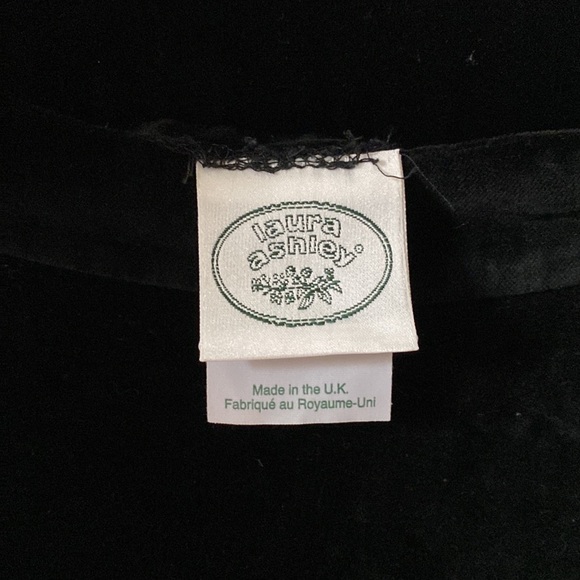 laura
ashley®
Made in the U.K.
Fabriqué au Royaume-Uni